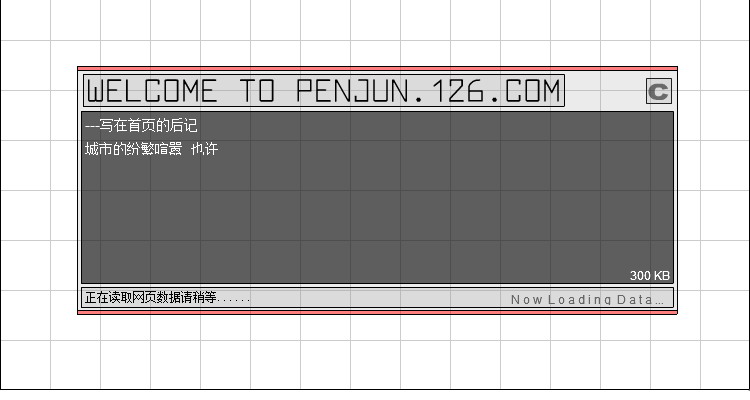 WELCOME TO PENJUN.126.COM
C
---写在首页的后记
城市的纷繁喧嚣 也许
300 KB
正在读取网页数据请稍等......
Now Loading Data...